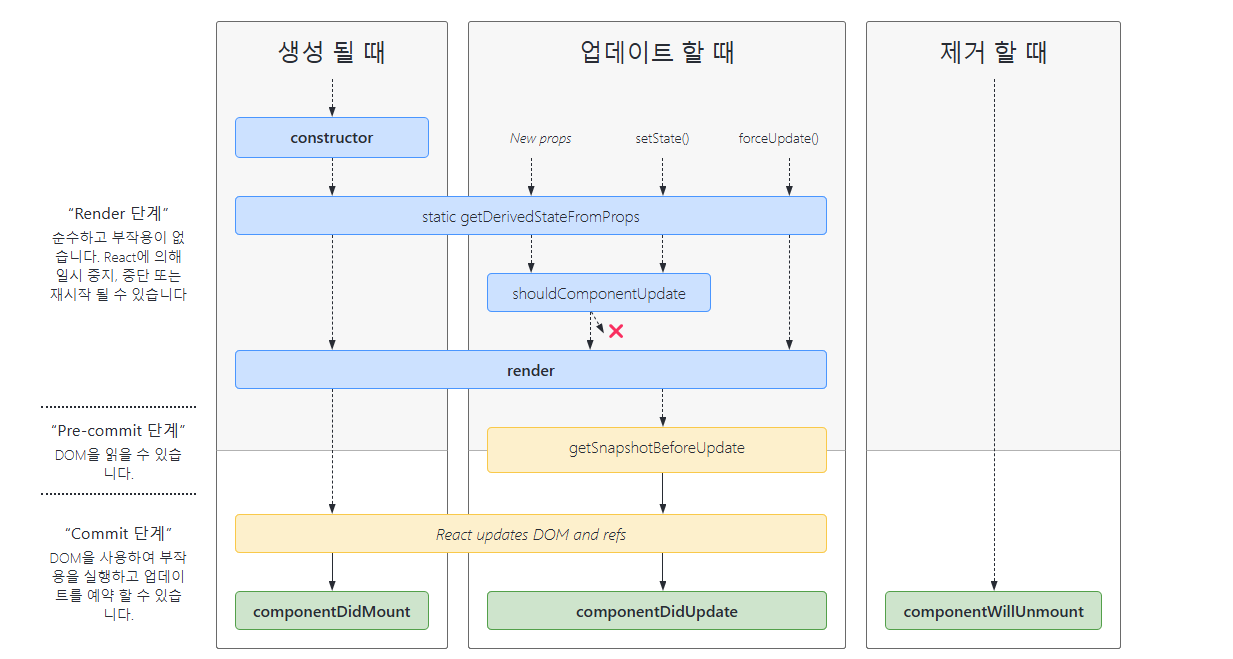 생성 될 때
업데이트 할 때
제거 할 때
constructor
New props
setState()
forceUpdate()
“Render 단계”
순수하고 부작용이 없
습니다. React에 의해
일시 중지, 중단 또는
재시작 될 수 있습니다
static getDerivedStateFromProps
shouldComponentUpdate
render
“Pre-commit 단계”
DOM을 읽을 수 있습
니다.
getSnapshotBeforeUpdate
“Commit 단계”
DOM을 사용하여 부작
용을 실행하고 업데이
트를 예약 할 수 있습
니다.
React updates DOM and refs
componentDidMount
componentDidUpdate
componentWillUnmount